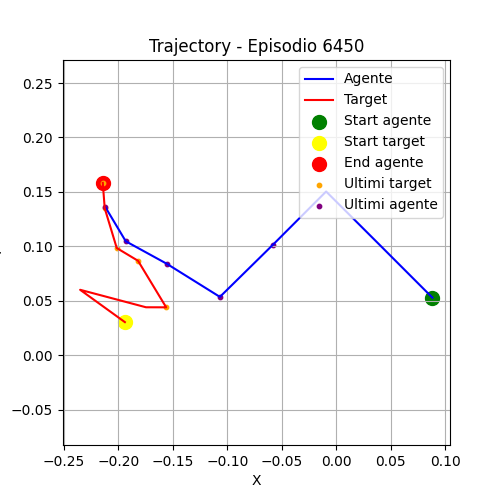 Trajectory - Episodio 6450
Agente
Target
Start agente
Start target
End agente
Ultimi target
Ultimi agente
0.25
0.20
0.15
0.10
0.05
0.00
−0.05
−0.25 −0.20 −0.15 −0.10 −0.05 0.00 0.05 0.10
X